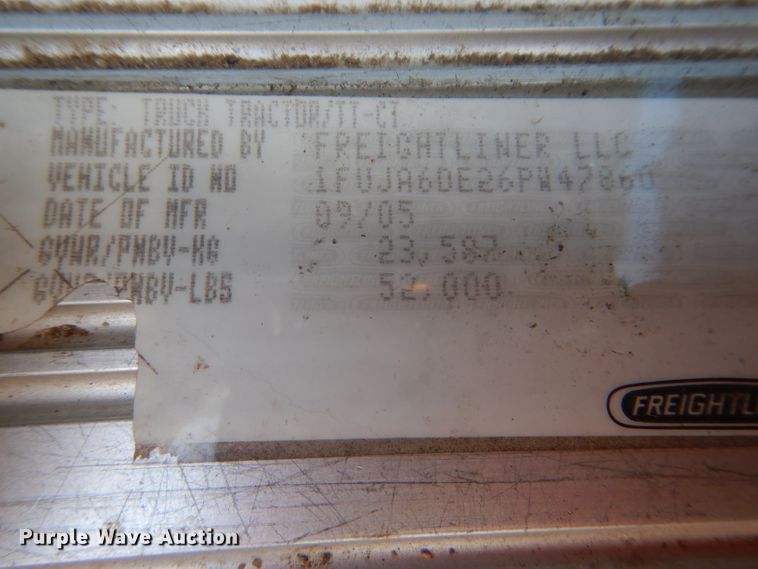 TYPE: TRUCK TRACTOR/TT-CT
MANUFACTURED BY FREIGHTLINER LLC
VEHICLE ID NO
DATE OF MFR 09/05
GVWR/PNBV-KG 23,587
GVWR/PNBV-LBS 52,000
FREIGHTL
Purple Wave Auction